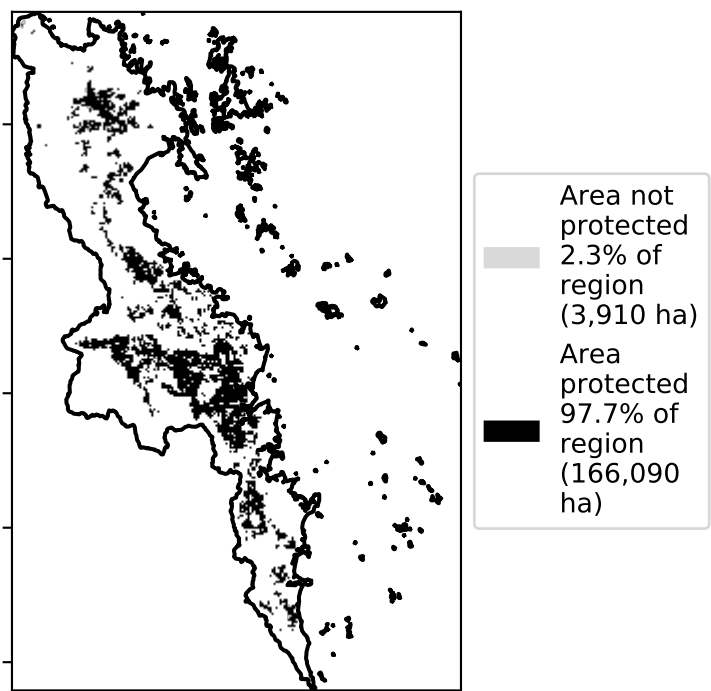 Area not
protected
2.3% of
region
(3,910 ha)
Area
protected
97.7% of
region
(166,090
ha)